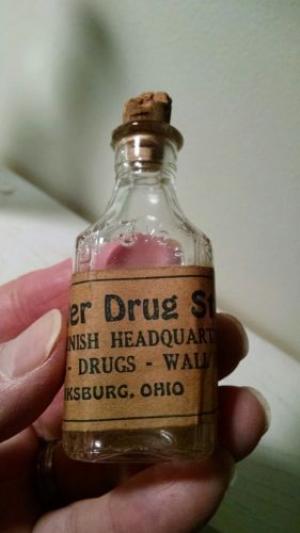 er Drug St
NISH HEADQUART
- DRUGS - WALL
KSBURG, OHIO